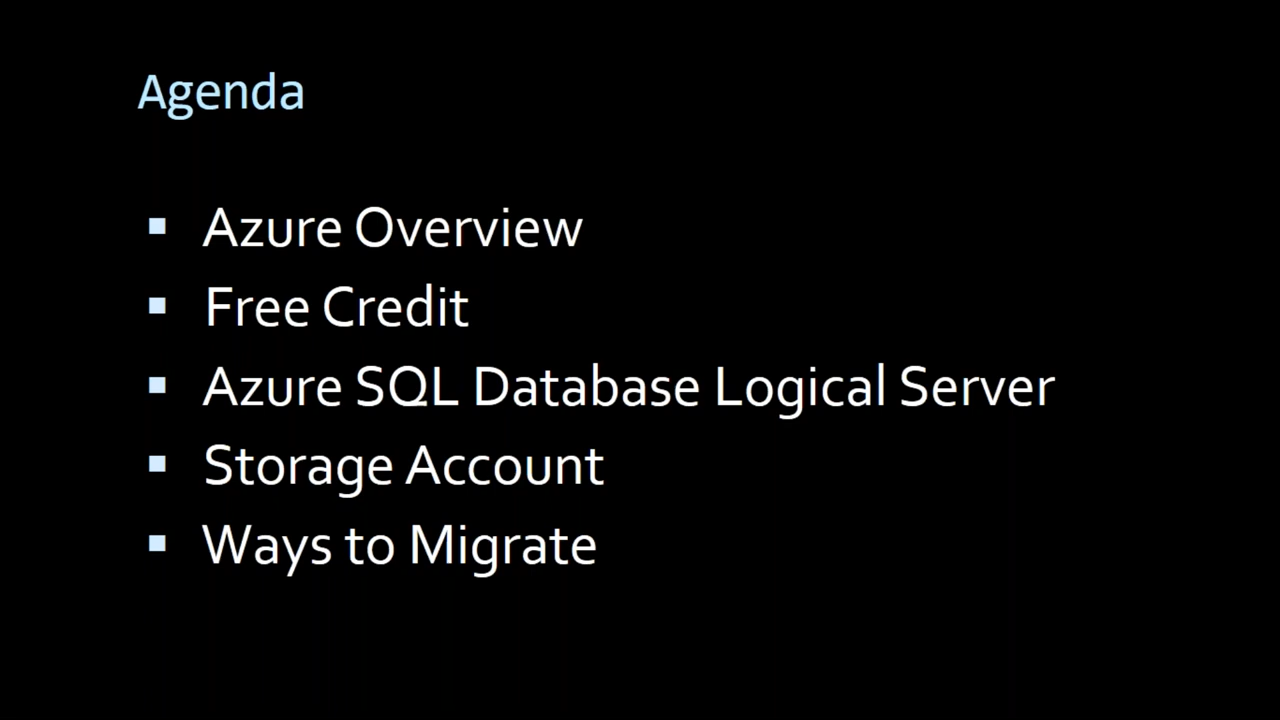 Agenda
Azure Overview
Free Credit
Azure SQL Database Logical Server
Storage Account
Ways to Migrate